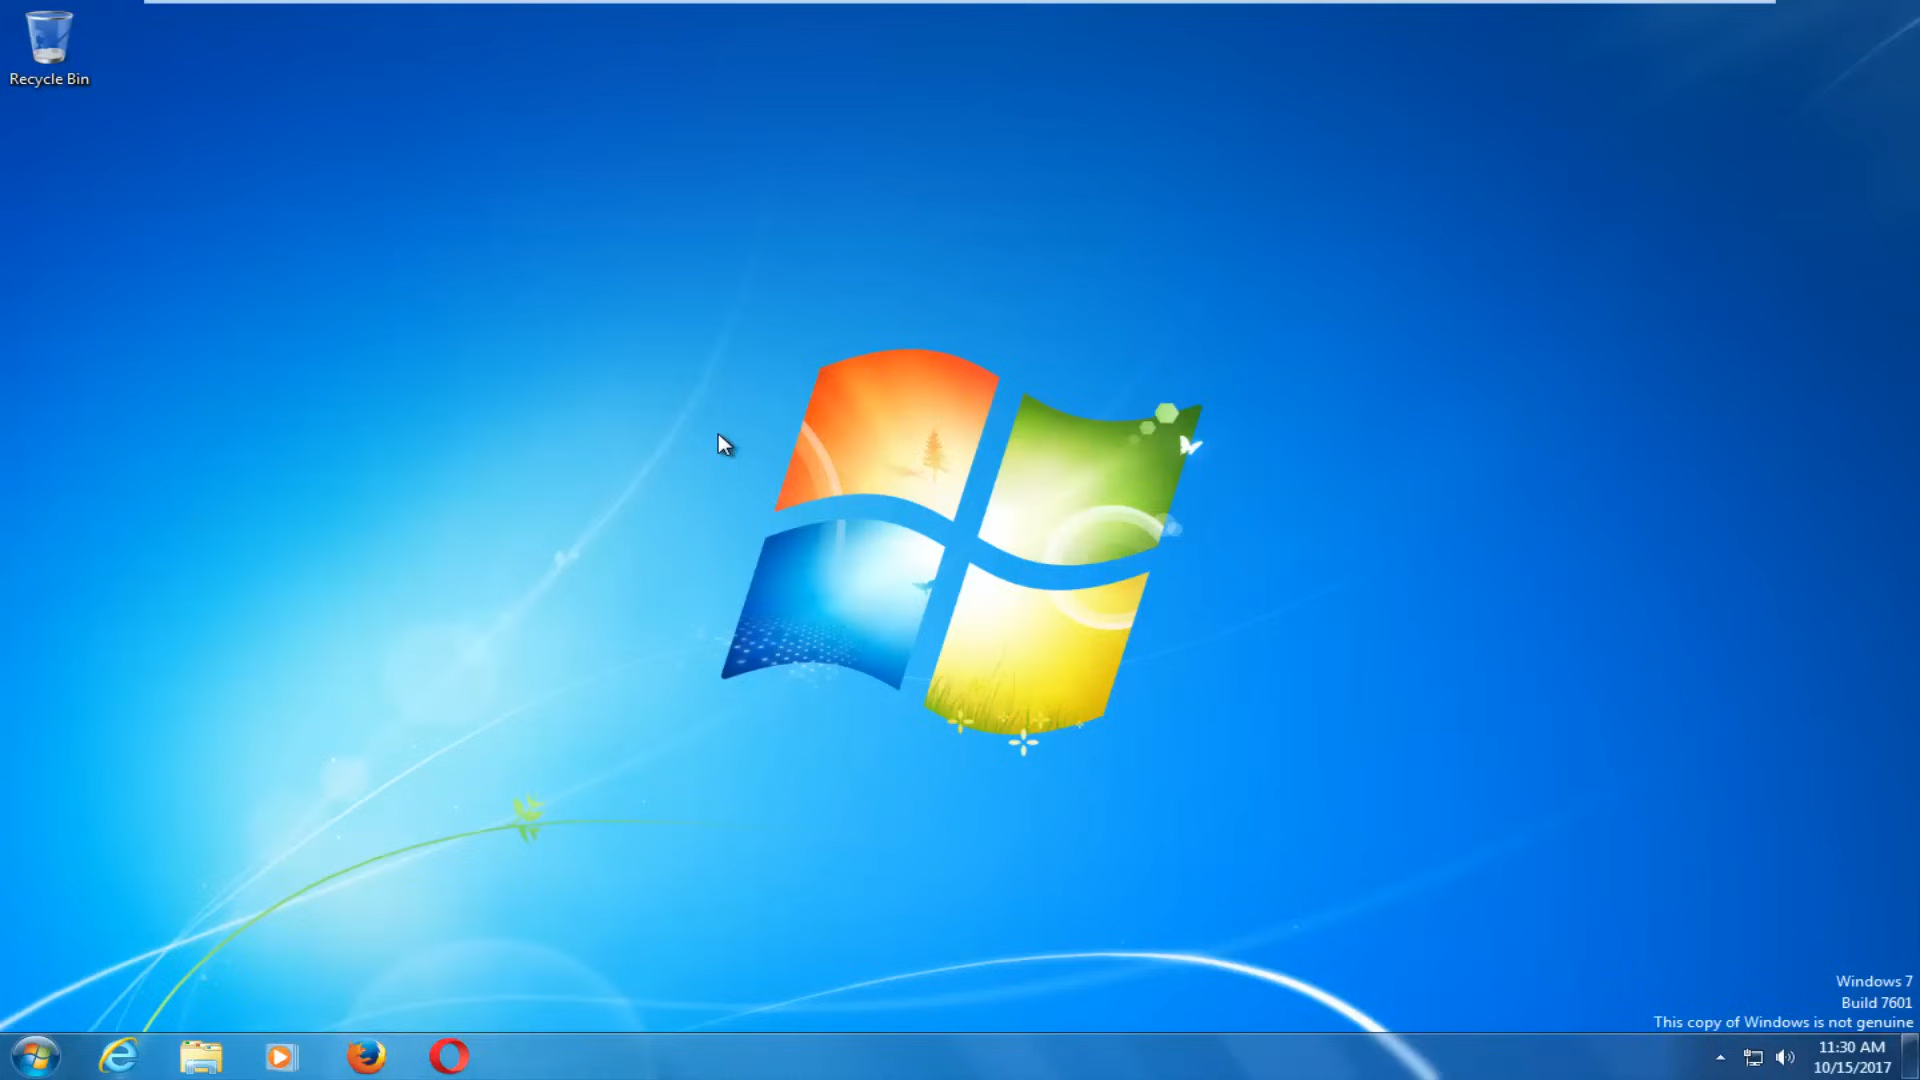 Recycle Bin
Windows 7
Build 7601
This copy of Windows is not genuine
11:30 AM
10/15/2017